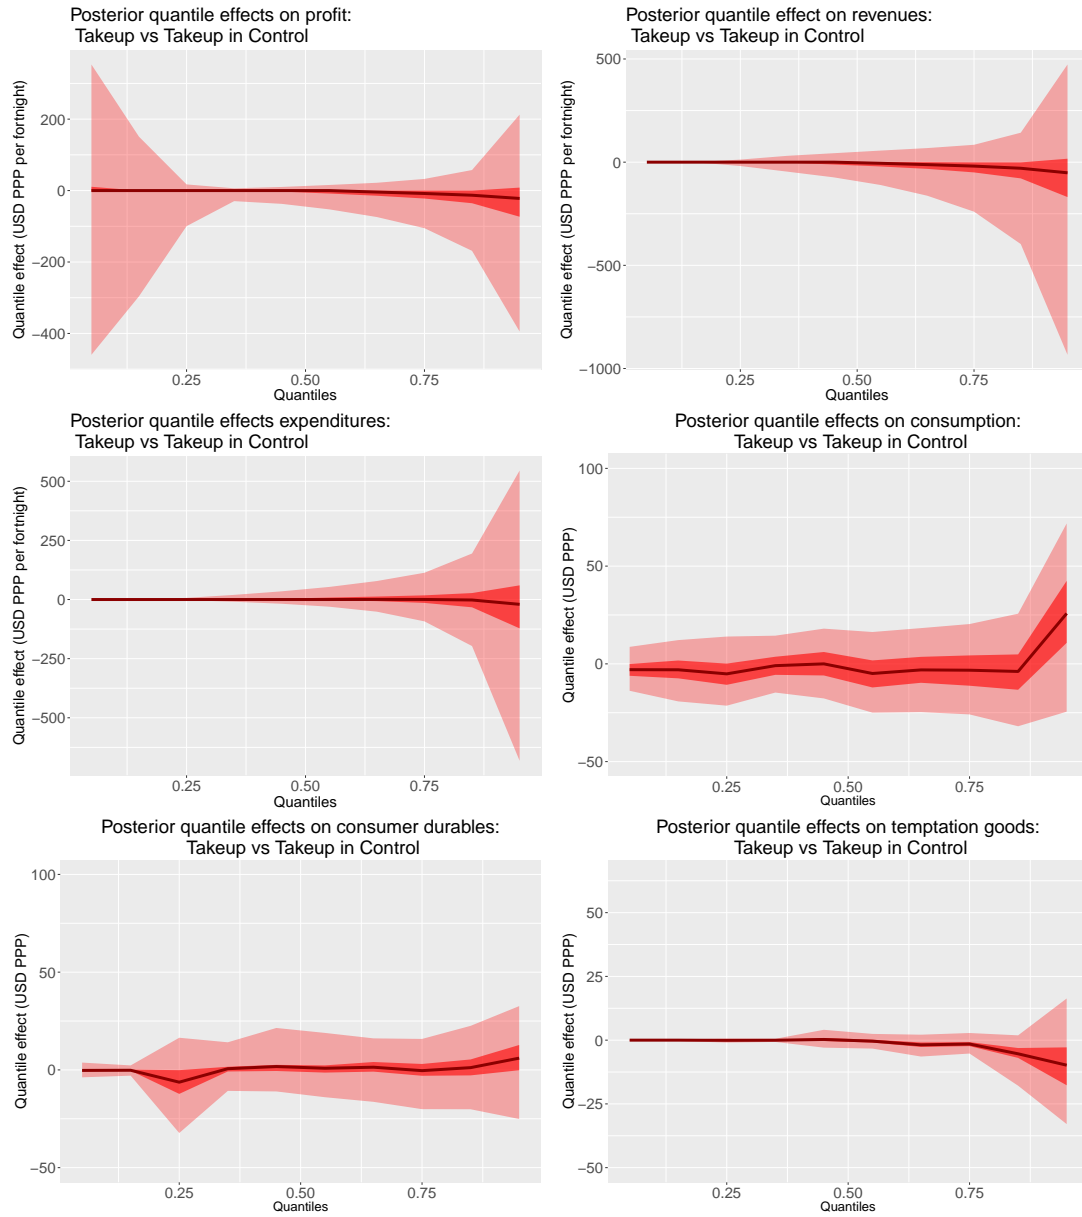 Posterior quantile effects on profit:
Takeup vs Takeup in Control
Quantile effect (USD PPP per fortnight)
200
0
−200
−400
0.25
0.50
0.75
Quantiles
Posterior quantile effect on revenues:
Takeup vs Takeup in Control
Quantile effect (USD PPP per fortnight)
500
0
−500
−1000
0.25
0.50
0.75
Quantiles
Posterior quantile effects expenditures:
Takeup vs Takeup in Control
Quantile effect (USD PPP per fortnight)
500
250
0
−250
−500
0.25
0.50
0.75
Quantiles
Posterior quantile effects on consumption:
Takeup vs Takeup in Control
Quantile effect (USD PPP)
100
50
0
−50
0.25
0.50
0.75
Quantiles
Posterior quantile effects on consumer durables:
Takeup vs Takeup in Control
Quantile effect (USD PPP)
100
50
0
−50
0.25
0.50
0.75
Quantiles
Posterior quantile effects on temptation goods:
Takeup vs Takeup in Control
Quantile effect (USD PPP)
50
25
0
−25
−50
0.25
0.50
0.75
Quantiles